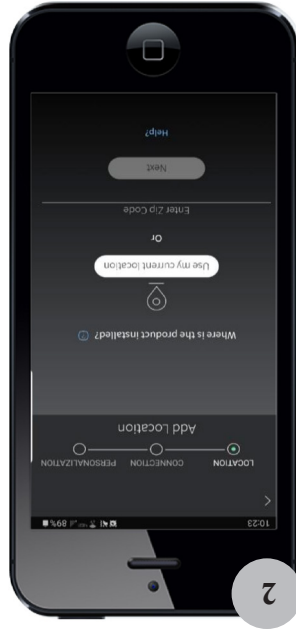 10:23 89%
LOCATION CONNECTION PERSONALIZATION
Add Location
Where is the product installed? ?
Use my current location
Or
Enter Zip Code
Next
Help?
2